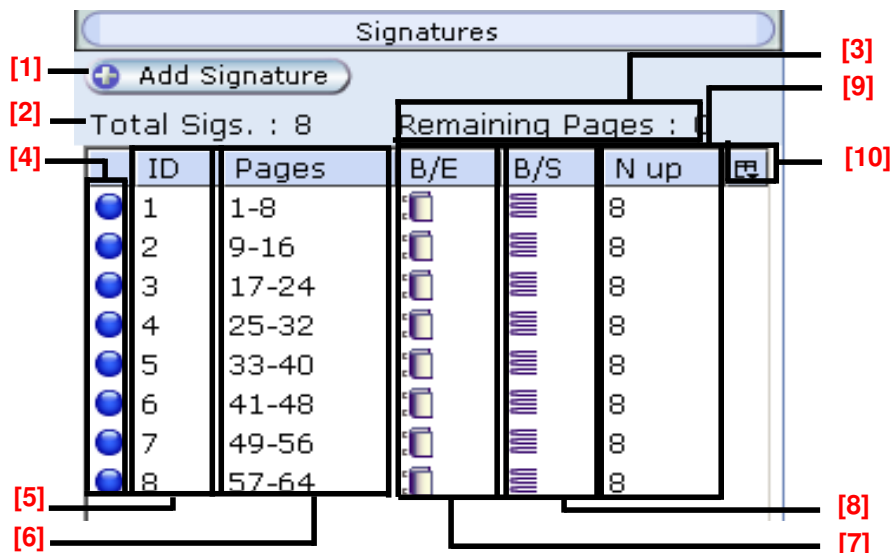 Signatures
[1] Add Signature [3]
[9]
[2] Total Sigs. : 8 Remaining Pages :
[4] ID Pages B/E B/S N up [10]
1 1-8 8
2 9-16 8
3 17-24 8
4 25-32 8
5 33-40 8
6 41-48 8
7 49-56 8
8 57-64 8
[5] [8]
[6] [7]